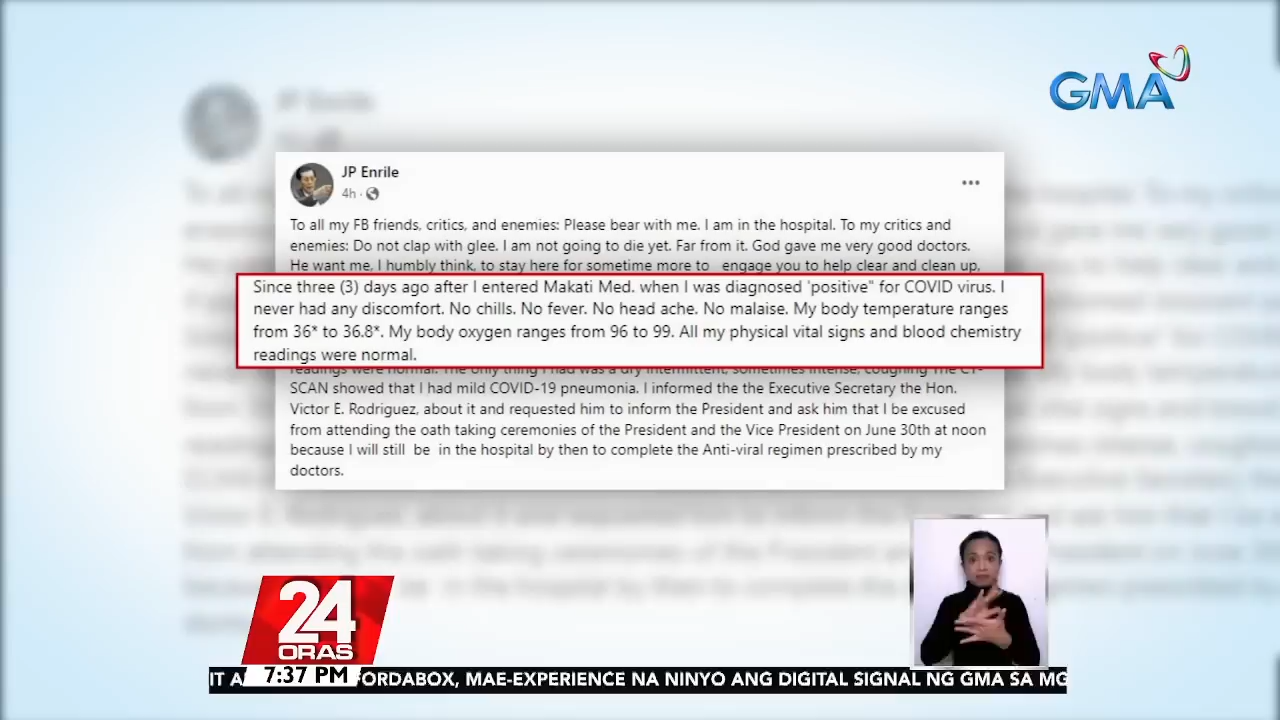 GMA
JP Enrile
JP Enrile
4h
To all my FB friends, critics, and enemies: Please bear with me. I am in the hospital. To my critics and
enemies: Do not clap with glee. I am not going to die yet. Far from it. God gave me very good doctors.
He want me, I humbly think, to stay here for sometime more to engage you to help clear and clean up.
Since three (3) days ago after I entered Makati Med. when I was diagnosed 'positive" for COVID virus. I
never had any discomfort. No chills. No fever. No head ache. No malaise. My body temperature ranges
from 36* to 36.8*. My body oxygen ranges from 96 to 99. All my physical vital signs and blood chemistry
readings were normal.
readings were normal. The only thing I had was a dry intermittent, sometimes intense, coughing The CT-
SCAN showed that I had mild COVID-19 pneumonia. I informed the the Executive Secretary the Hon.
Victor E. Rodriguez, about it and requested him to inform the President and ask him that I be excused
from attending the oath taking ceremonies of the President and the Vice President on June 30th at noon
because I will still be in the hospital by then to complete the Anti-viral regimen prescribed by my
doctors.
24
ORAS
7:37 PM
IT A FORDABOX, MAE-EXPERIENCE NA NINYO ANG DIGITAL SIGNAL NG GMA SA MG